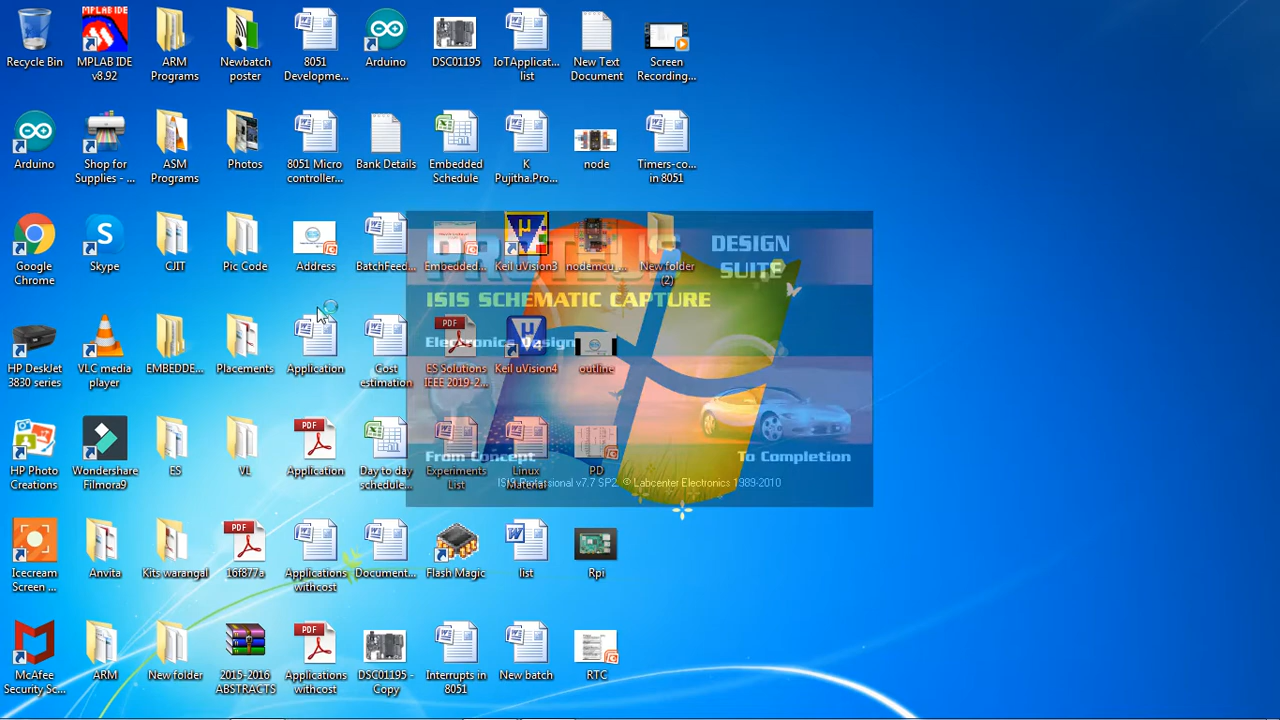 Recycle Bin
MPLAB IDE
v8.92
ARM
Programs
Newbatch
poster
8051
Developme...
Arduino
DSC01195
IoTApplicat...
list
New Text
Document
Screen
Recording...
Arduino
Shop for
Supplies - ...
ASM
Programs
Photos
8051 Micro
controller...
Bank Details
Embedded
Schedule
K
Pujitha.Pro...
node
Timers-co...
in 8051
Google
Chrome
Skype
CJIT
Pic Code
Address
BatchFeed...
Embedded...
Keil uVision3
nodemcu_...
New folder
(2)
PROTEUS
DESIGN
SUITE
ISIS SCHEMATIC CAPTURE
Electronics Design
From Concept
To Completion
ISIS Professional v7.7 SP2 © Labcenter Electronics 1989-2010
HP DeskJet
3830 series
VLC media
player
EMBEDDE...
Placements
Application
Cost
estimation
ES Solutions
IEEE 2019-2...
Keil uVision4
outline
HP Photo
Creations
Wondershare
Filmora9
ES
VL
Application
Day to day
schedule...
Experiments
List
Linux
Material
PD
Icecream
Screen ...
Anvita
Kits warangal
16f877a
Applications
withcost
Document...
Flash Magic
list
Rpi
McAfee
Security Sc...
ARM
New folder
2015-2016
ABSTRACTS
Applications
withcost
DSC01195 -
Copy
Interrupts in
8051
New batch
RTC